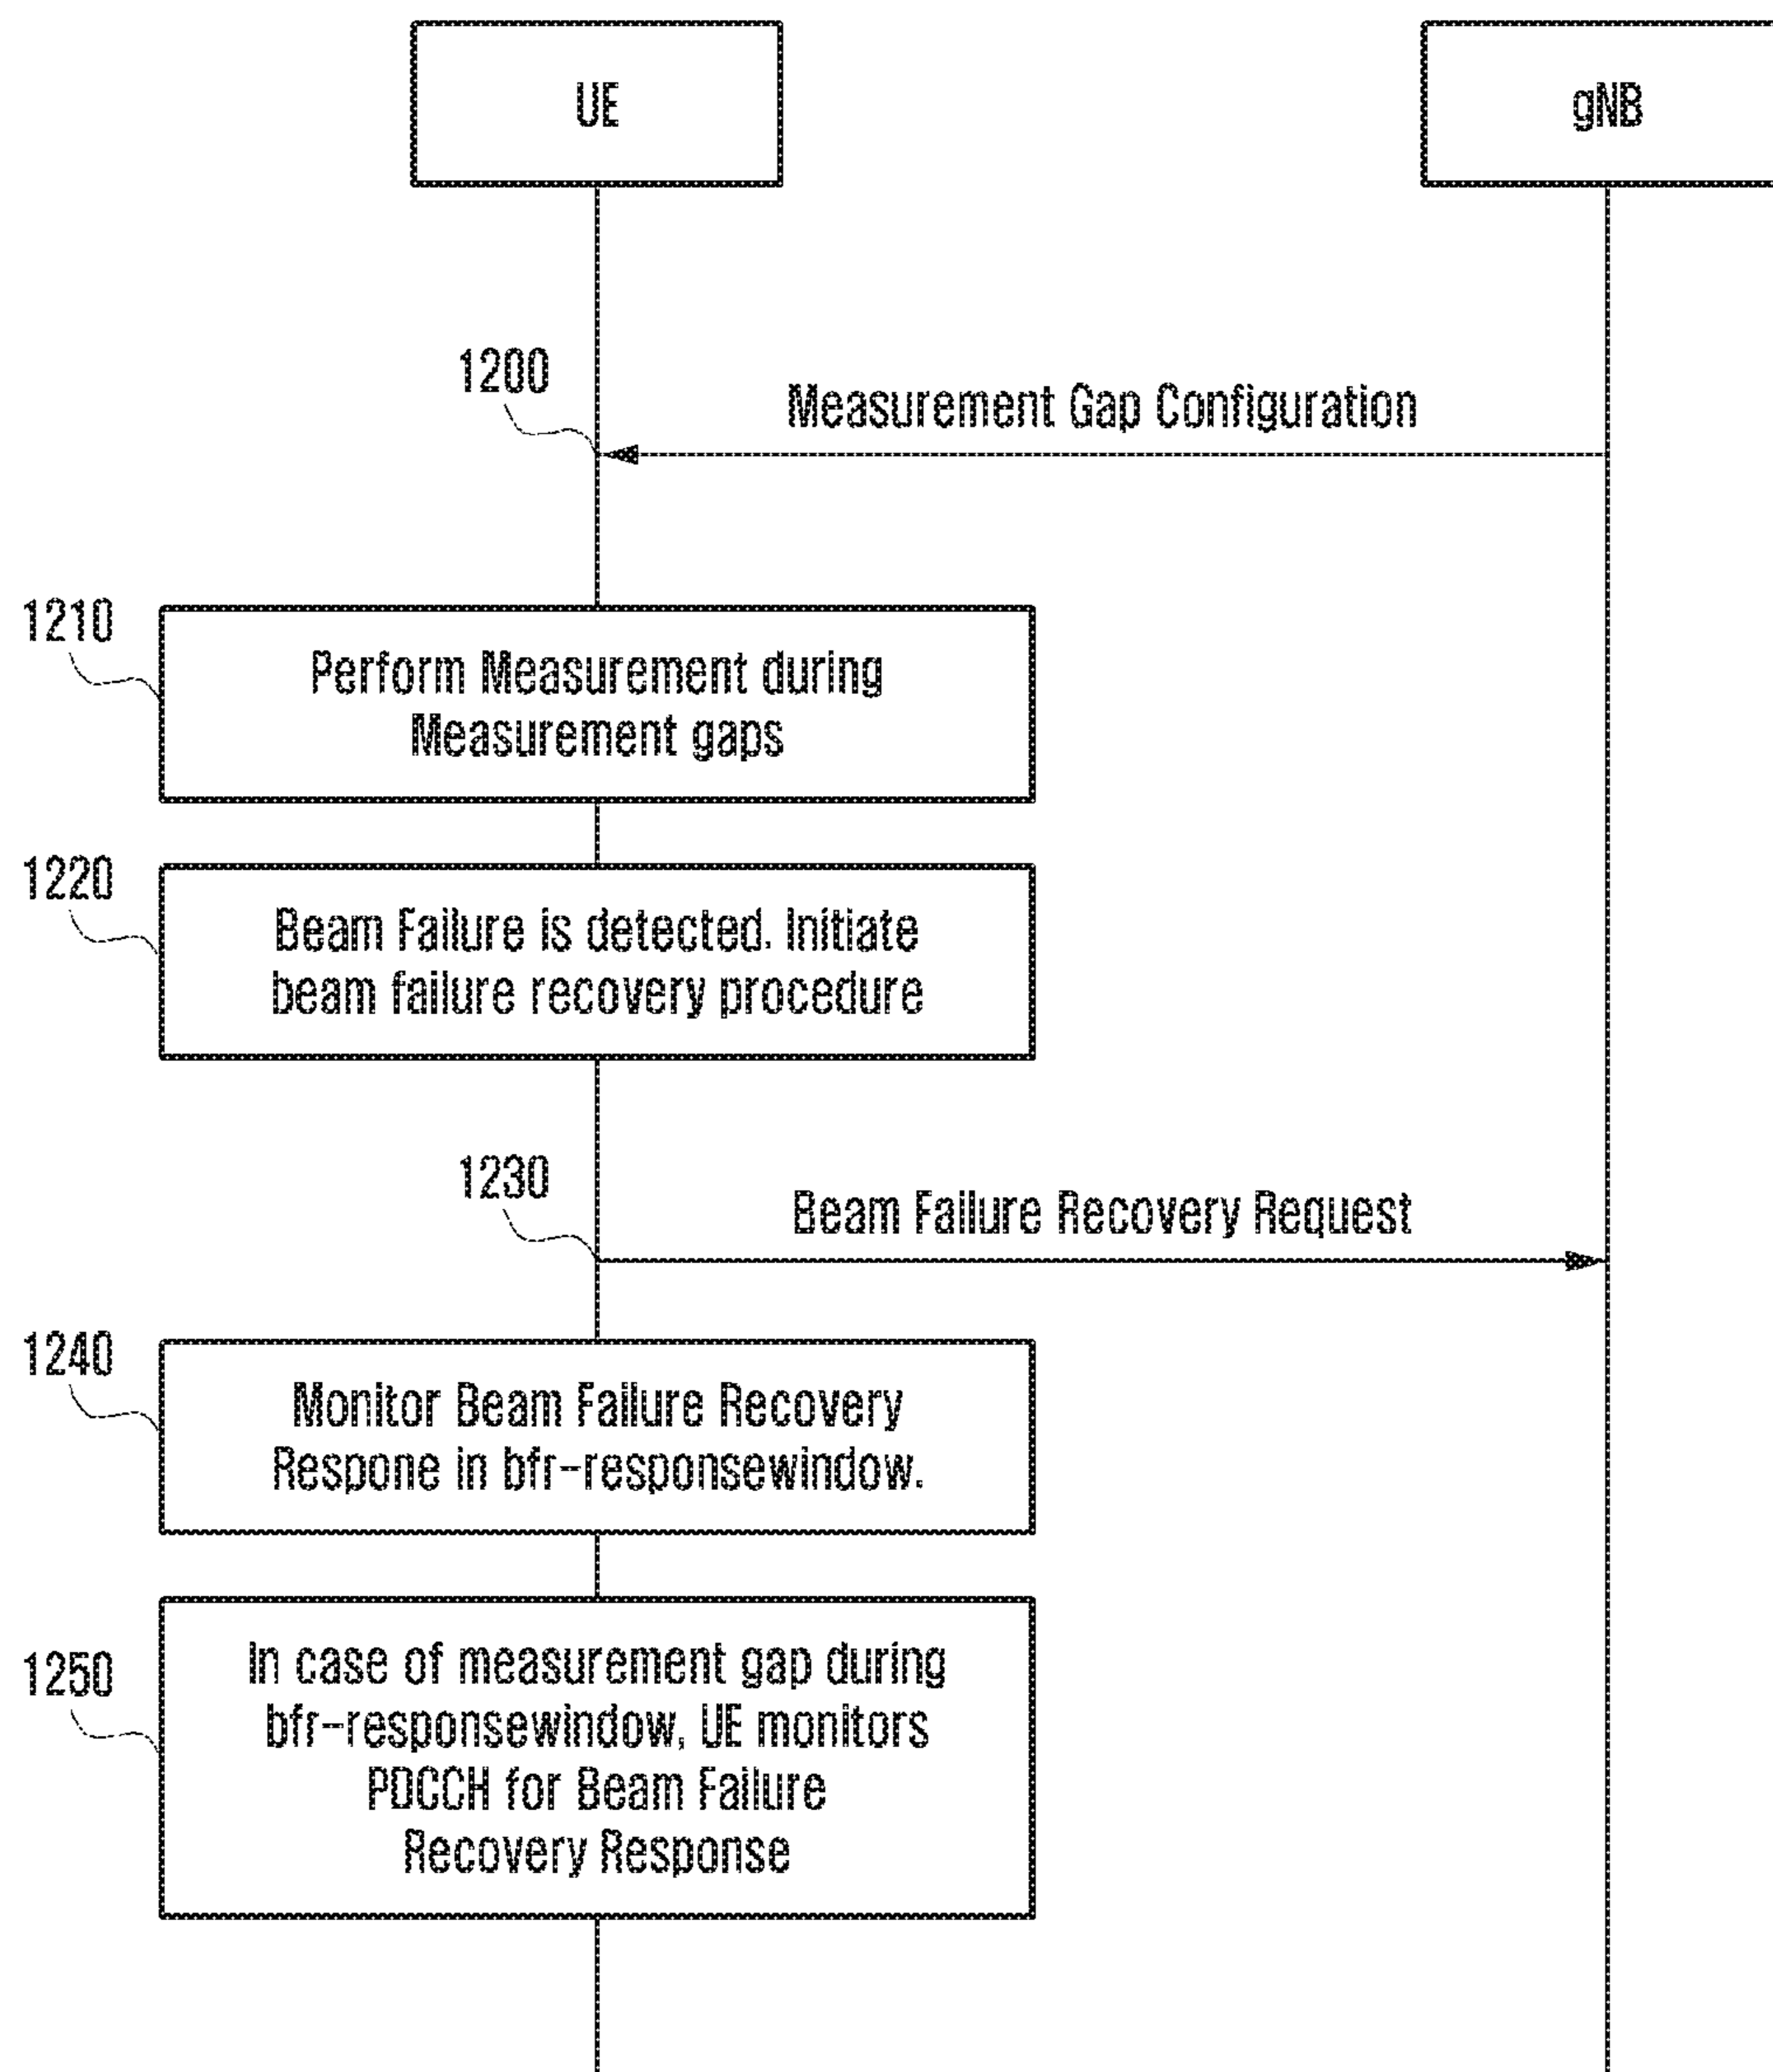 UE
gNB
1200
Measurement Gap Configuration
1210
Perform Measurement during
Measurement gaps
1220
Beam Failure is detected. Initiate
beam failure recovery procedure
1230
Beam Failure Recovery Request
1240
Monitor Beam Failure Recovery
Respone in bfr-responsewindow.
1250
In case of measurement gap during
bfr-responsewindow, UE monitors
PDCCH for Beam Failure
Recovery Response